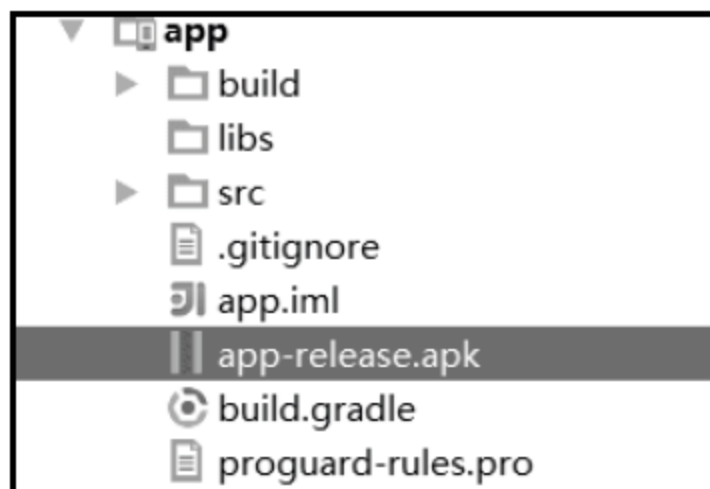 app
build
libs
src
.gitignore
app.iml
app-release.apk
build.gradle
proguard-rules.pro